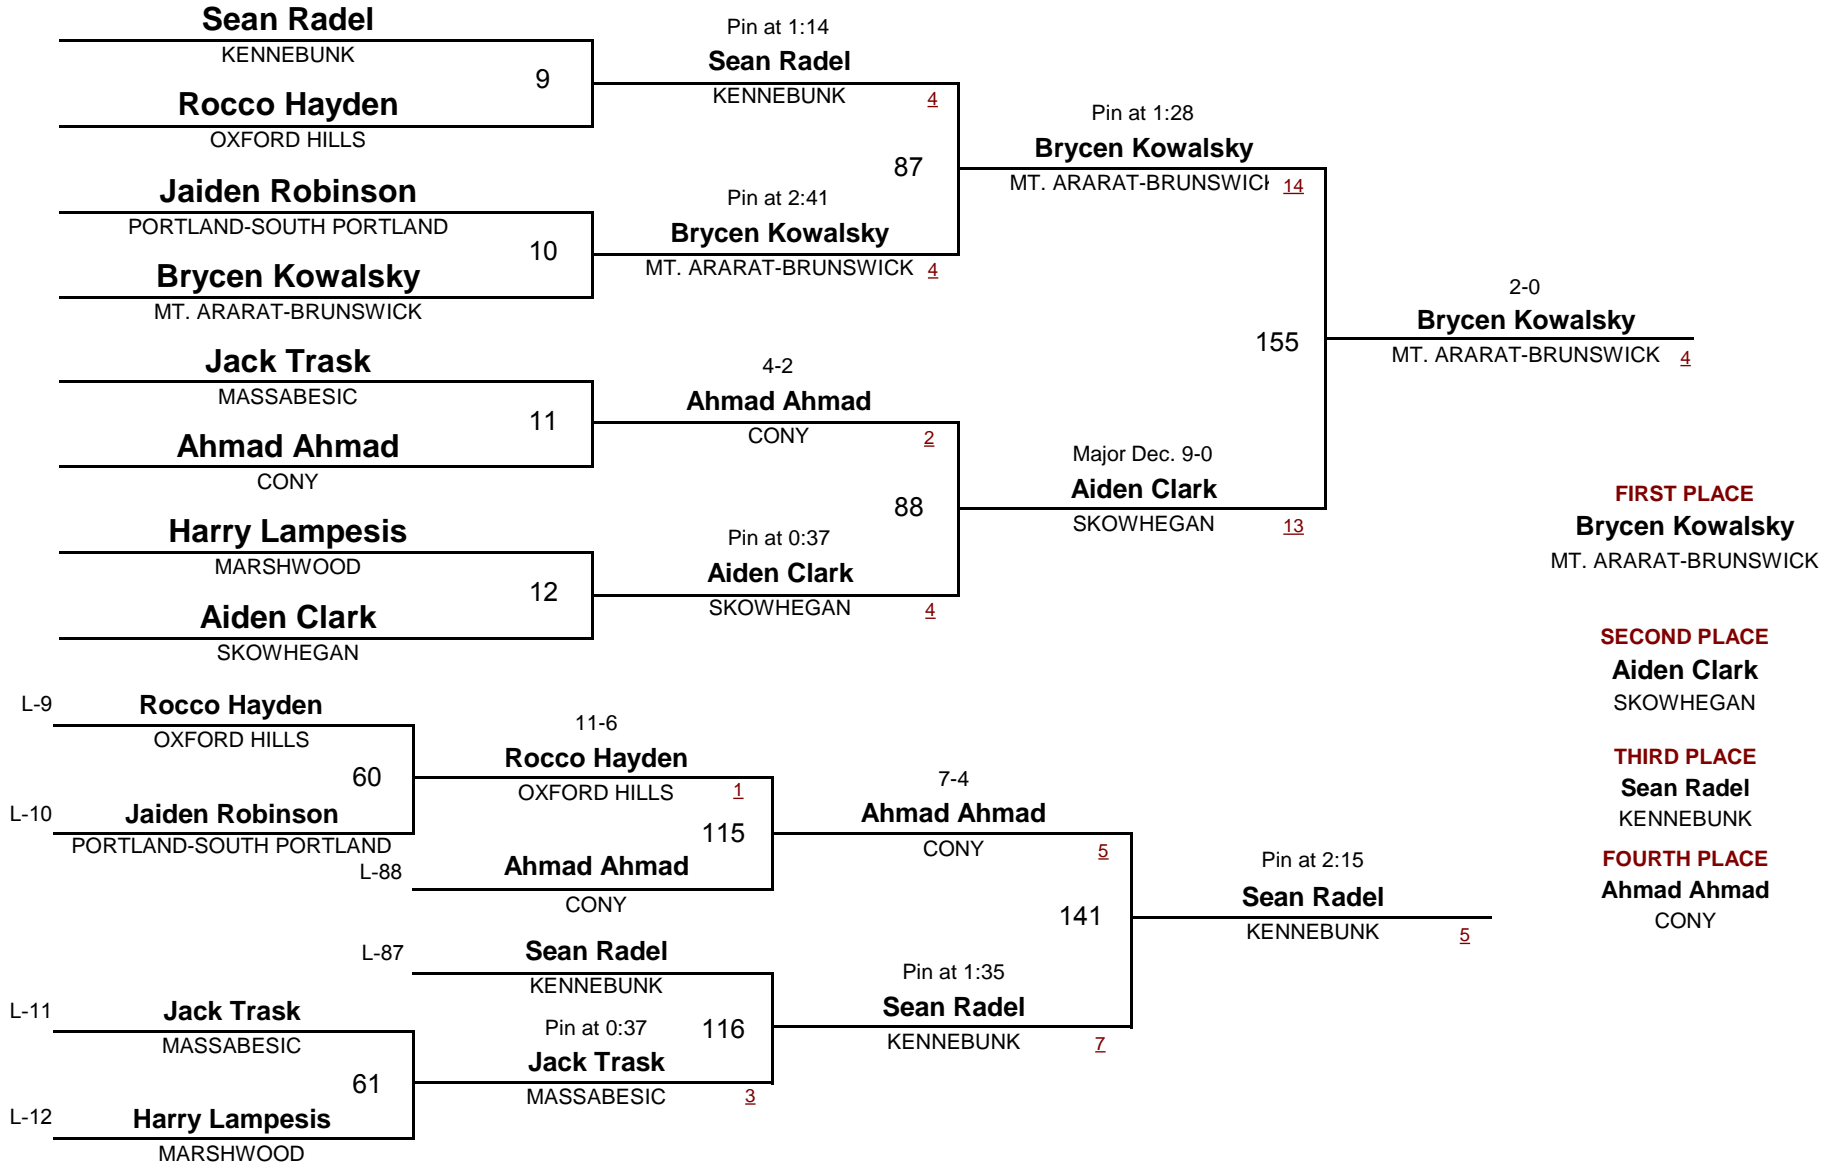 Sean Radel
KENNEBUNK
9
Rocco Hayden
OXFORD HILLS
Jaiden Robinson
PORTLAND-SOUTH PORTLAND
10
Brycen Kowalsky
MT. ARARAT-BRUNSWICK
Jack Trask
MASSABESIC
11
Ahmad Ahmad
CONY
Harry Lampesis
MARSHWOOD
12
Aiden Clark
SKOWHEGAN
Pin at 1:14
Sean Radel
KENNEBUNK 4
87
Pin at 2:41
Brycen Kowalsky
MT. ARARAT-BRUNSWICK 4
4-2
Ahmad Ahmad
CONY 2
88
Pin at 0:37
Aiden Clark
SKOWHEGAN 4
Pin at 1:28
Brycen Kowalsky
MT. ARARAT-BRUNSWICK 14
155
Major Dec. 9-0
Aiden Clark
SKOWHEGAN 13
2-0
Brycen Kowalsky
MT. ARARAT-BRUNSWICK 4
FIRST PLACE
Brycen Kowalsky
MT. ARARAT-BRUNSWICK
SECOND PLACE
Aiden Clark
SKOWHEGAN
THIRD PLACE
Sean Radel
KENNEBUNK
FOURTH PLACE
Ahmad Ahmad
CONY
L-9 Rocco Hayden
OXFORD HILLS
60
L-10 Jaiden Robinson
PORTLAND-SOUTH PORTLAND
11-6
Rocco Hayden
OXFORD HILLS 1
115
L-88 Ahmad Ahmad
CONY
L-87 Sean Radel
KENNEBUNK
116
L-11 Jack Trask
MASSABESIC
61
L-12 Harry Lampesis
MARSHWOOD
Pin at 0:37
Jack Trask
MASSABESIC 3
7-4
Ahmad Ahmad
CONY 5
141
Pin at 1:35
Sean Radel
KENNEBUNK 7
Pin at 2:15
Sean Radel
KENNEBUNK 5